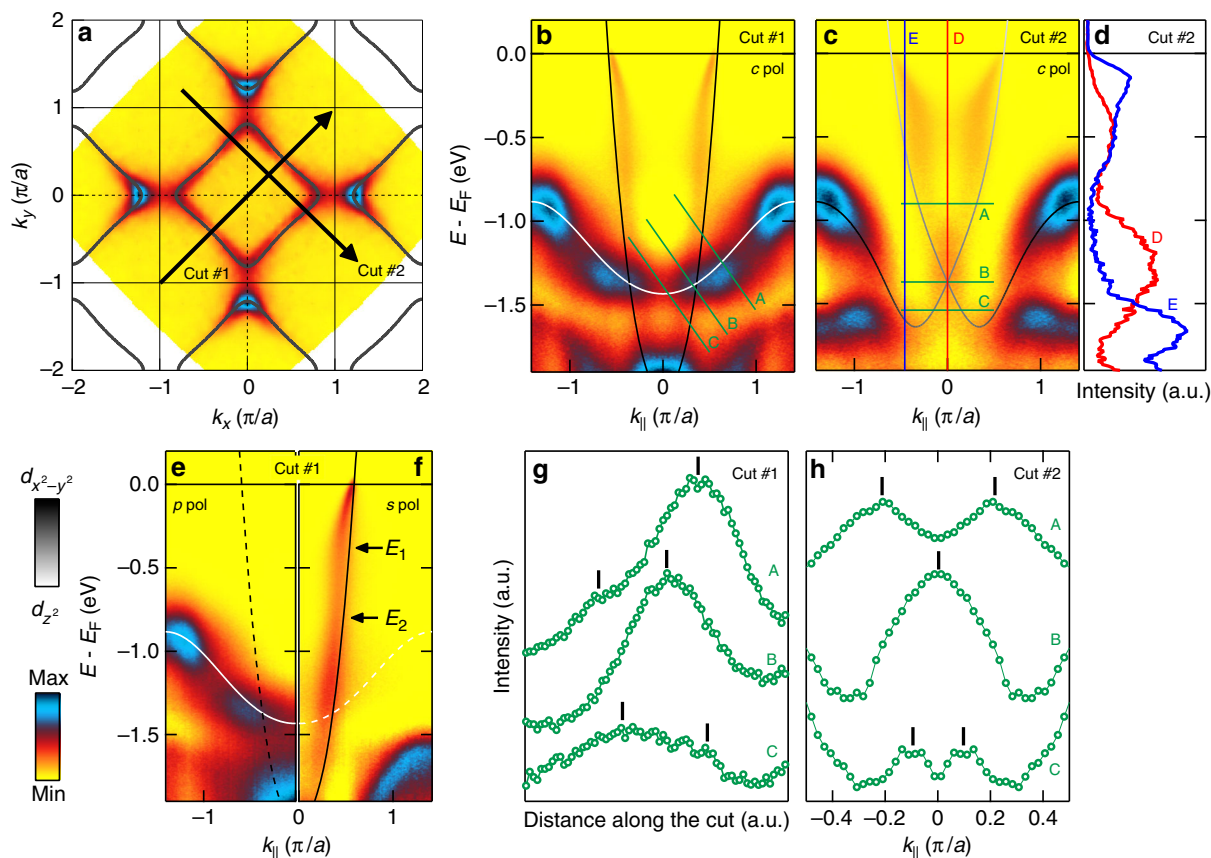 a
2
1
0
−1
−2
k_y (π/a)
−2
−1
0
1
2
k_x (π/a)
Cut #1
Cut #2
b
Cut #1
c pol
0.0
−0.5
−1.0
−1.5
E - E_F (eV)
A
B
C
−1
0
1
k_|| (π/a)
c
E
D
Cut #2
c pol
A
B
C
−1
0
1
k_|| (π/a)
d
Cut #2
D
E
Intensity (a.u.)
d_{x²−y²}
d_{z²}
Max
Min
e
Cut #1
f
p pol
s pol
0.0
−0.5
−1.0
−1.5
E - E_F (eV)
E_1
E_2
−1
0
1
k_|| (π/a)
g
Cut #1
A
B
C
Intensity (a.u.)
Distance along the cut (a.u.)
h
Cut #2
A
B
C
−0.4
−0.2
0
0.2
0.4
k_|| (π/a)